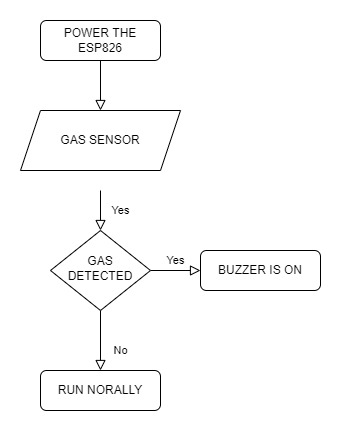 POWER THE
ESP826
GAS SENSOR
Yes
GAS
DETECTED
Yes
BUZZER IS ON
No
RUN NORALLY